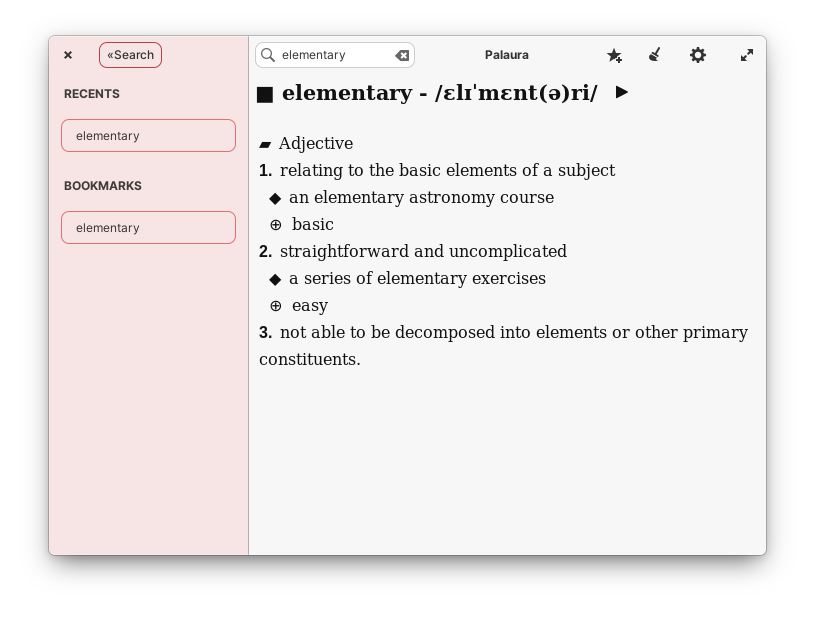 «Search
elementary
Palaura
RECENTS
elementary
BOOKMARKS
elementary
■ elementary - /ɛlɪˈmɛnt(ə)ri/ ▶
▰ Adjective
1. relating to the basic elements of a subject
◆ an elementary astronomy course
⊕ basic
2. straightforward and uncomplicated
◆ a series of elementary exercises
⊕ easy
3. not able to be decomposed into elements or other primary
constituents.